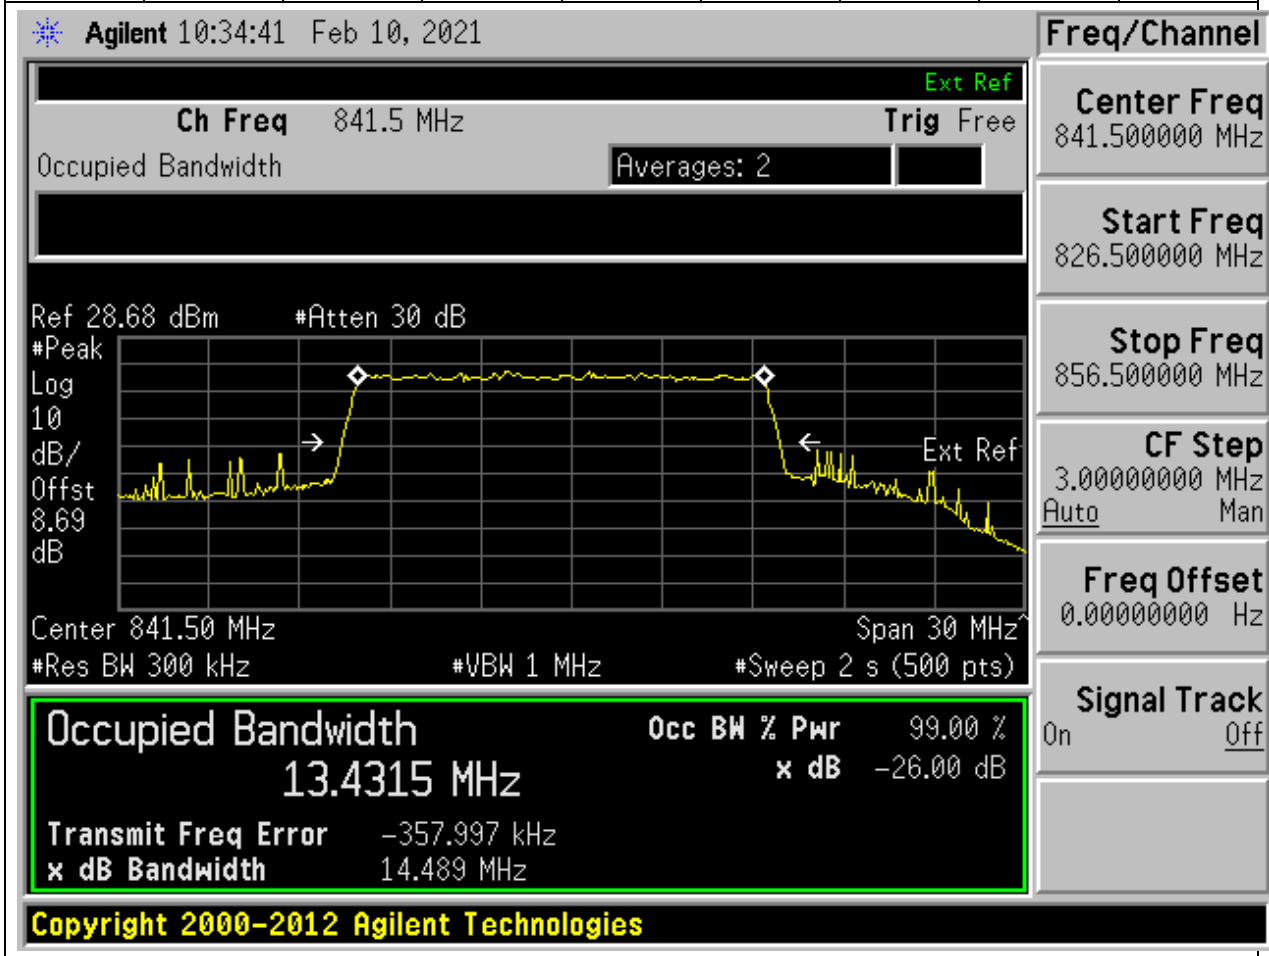 Agilent 10:34:41 Feb 10, 2021
Freq/Channel
Ext Ref
Ch Freq 841.5 MHz Trig Free
Occupied Bandwidth Averages: 2
Center Freq
841.500000 MHz
Start Freq
826.500000 MHz
Stop Freq
856.500000 MHz
CF Step
3.00000000 MHz
Auto Man
Freq Offset
0.00000000 Hz
Signal Track
On Off
Ref 28.68 dBm #Atten 30 dB
#Peak
Log
10
dB/
Offst
8.69
dB
Ext Ref
Center 841.50 MHz Span 30 MHz^
#Res BW 300 kHz #VBW 1 MHz #Sweep 2 s (500 pts)
Occupied Bandwidth
13.4315 MHz
Occ BW % Pwr 99.00 %
x dB -26.00 dB
Transmit Freq Error -357.997 kHz
x dB Bandwidth 14.489 MHz
Copyright 2000-2012 Agilent Technologies